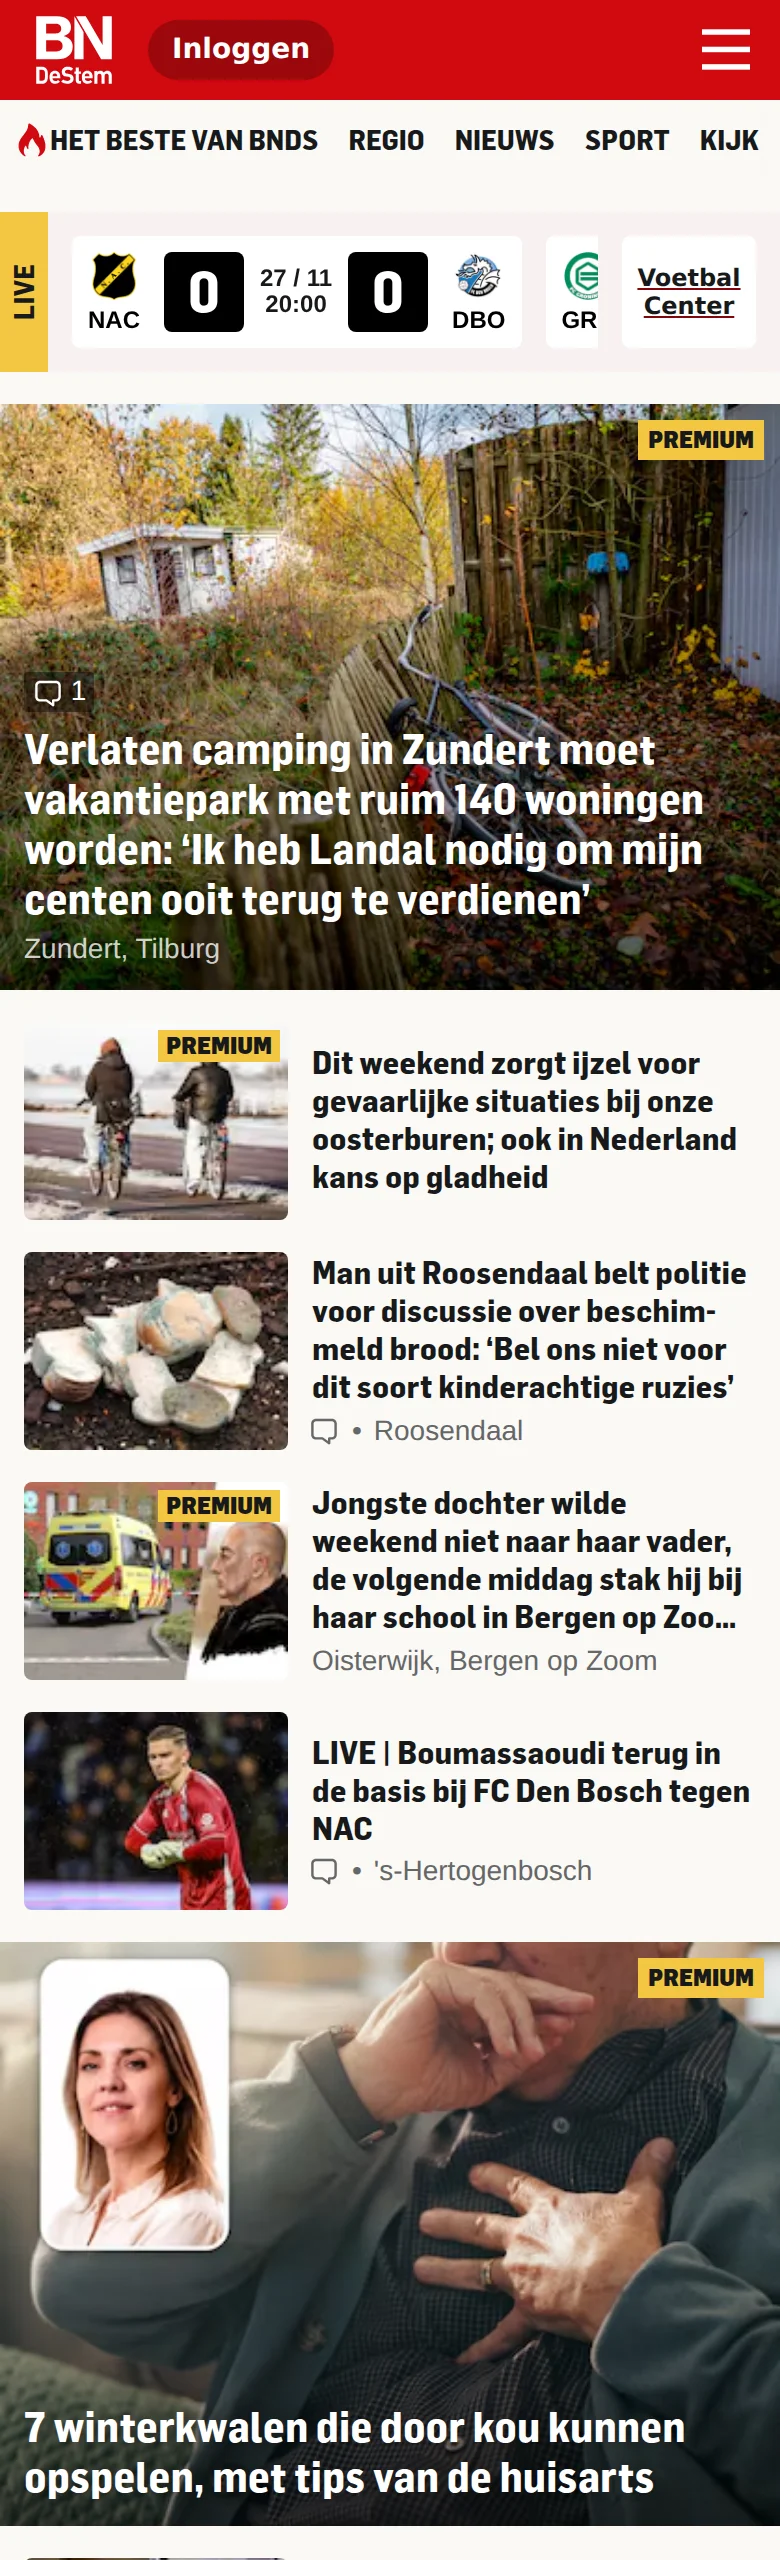 BN
DeStem
Inloggen
HET BESTE VAN BNDS REGIO NIEUWS SPORT KIJK
LIVE
NAC
0
27 / 11
20:00
0
DBO
GR
Voetbal
Center
PREMIUM
1
Verlaten camping in Zundert moet
vakantiepark met ruim 140 woningen
worden: ‘Ik heb Landal nodig om mijn
centen ooit terug te verdienen’
Zundert, Tilburg
PREMIUM
Dit weekend zorgt ijzel voor
gevaarlijke situaties bij onze
oosterburen; ook in Nederland
kans op gladheid
Man uit Roosendaal belt politie
voor discussie over beschim-
meld brood: ‘Bel ons niet voor
dit soort kinderachtige ruzies’
• Roosendaal
PREMIUM
Jongste dochter wilde
weekend niet naar haar vader,
de volgende middag stak hij bij
haar school in Bergen op Zoo...
Oisterwijk, Bergen op Zoom
LIVE | Boumassaoudi terug in
de basis bij FC Den Bosch tegen
NAC
• 's-Hertogenbosch
PREMIUM
7 winterkwalen die door kou kunnen
opspelen, met tips van de huisarts